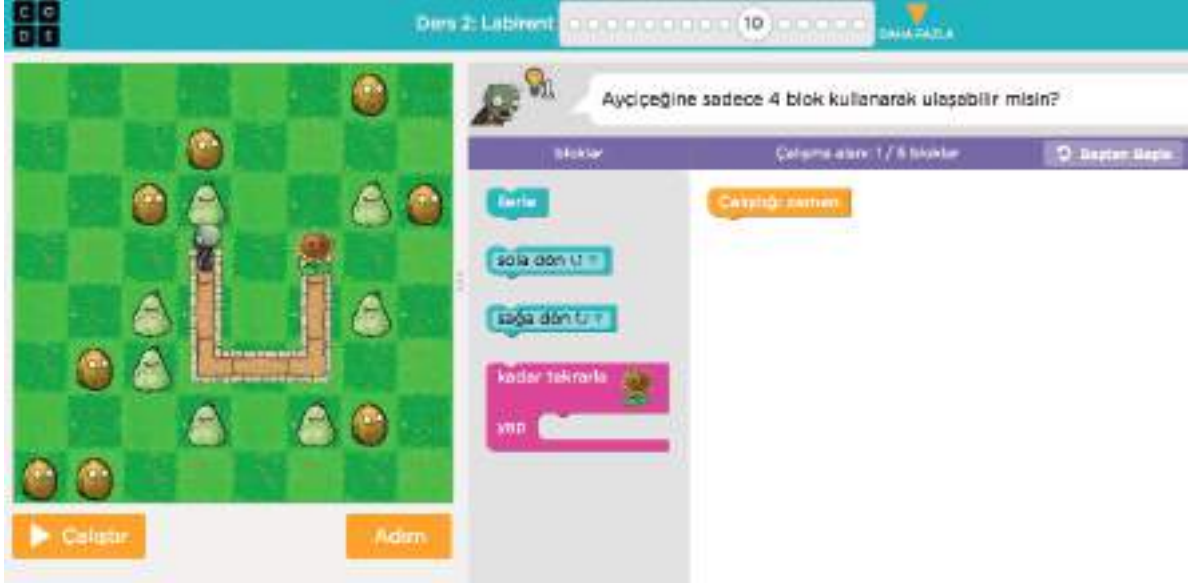 C O
D E
Ders 2: Labirent
10
DAHA FAZLA
Ayçiçeğine sadece 4 blok kullanarak ulaşabilir misin?
bloklar
Çalışma alanı: 1 / 5 bloklar
Baştan Başla
ilerle
Çalıştığı zaman
sola dön ↺
sağa dön ↻
kadar tekrarla
yap
Çalıştır
Adım